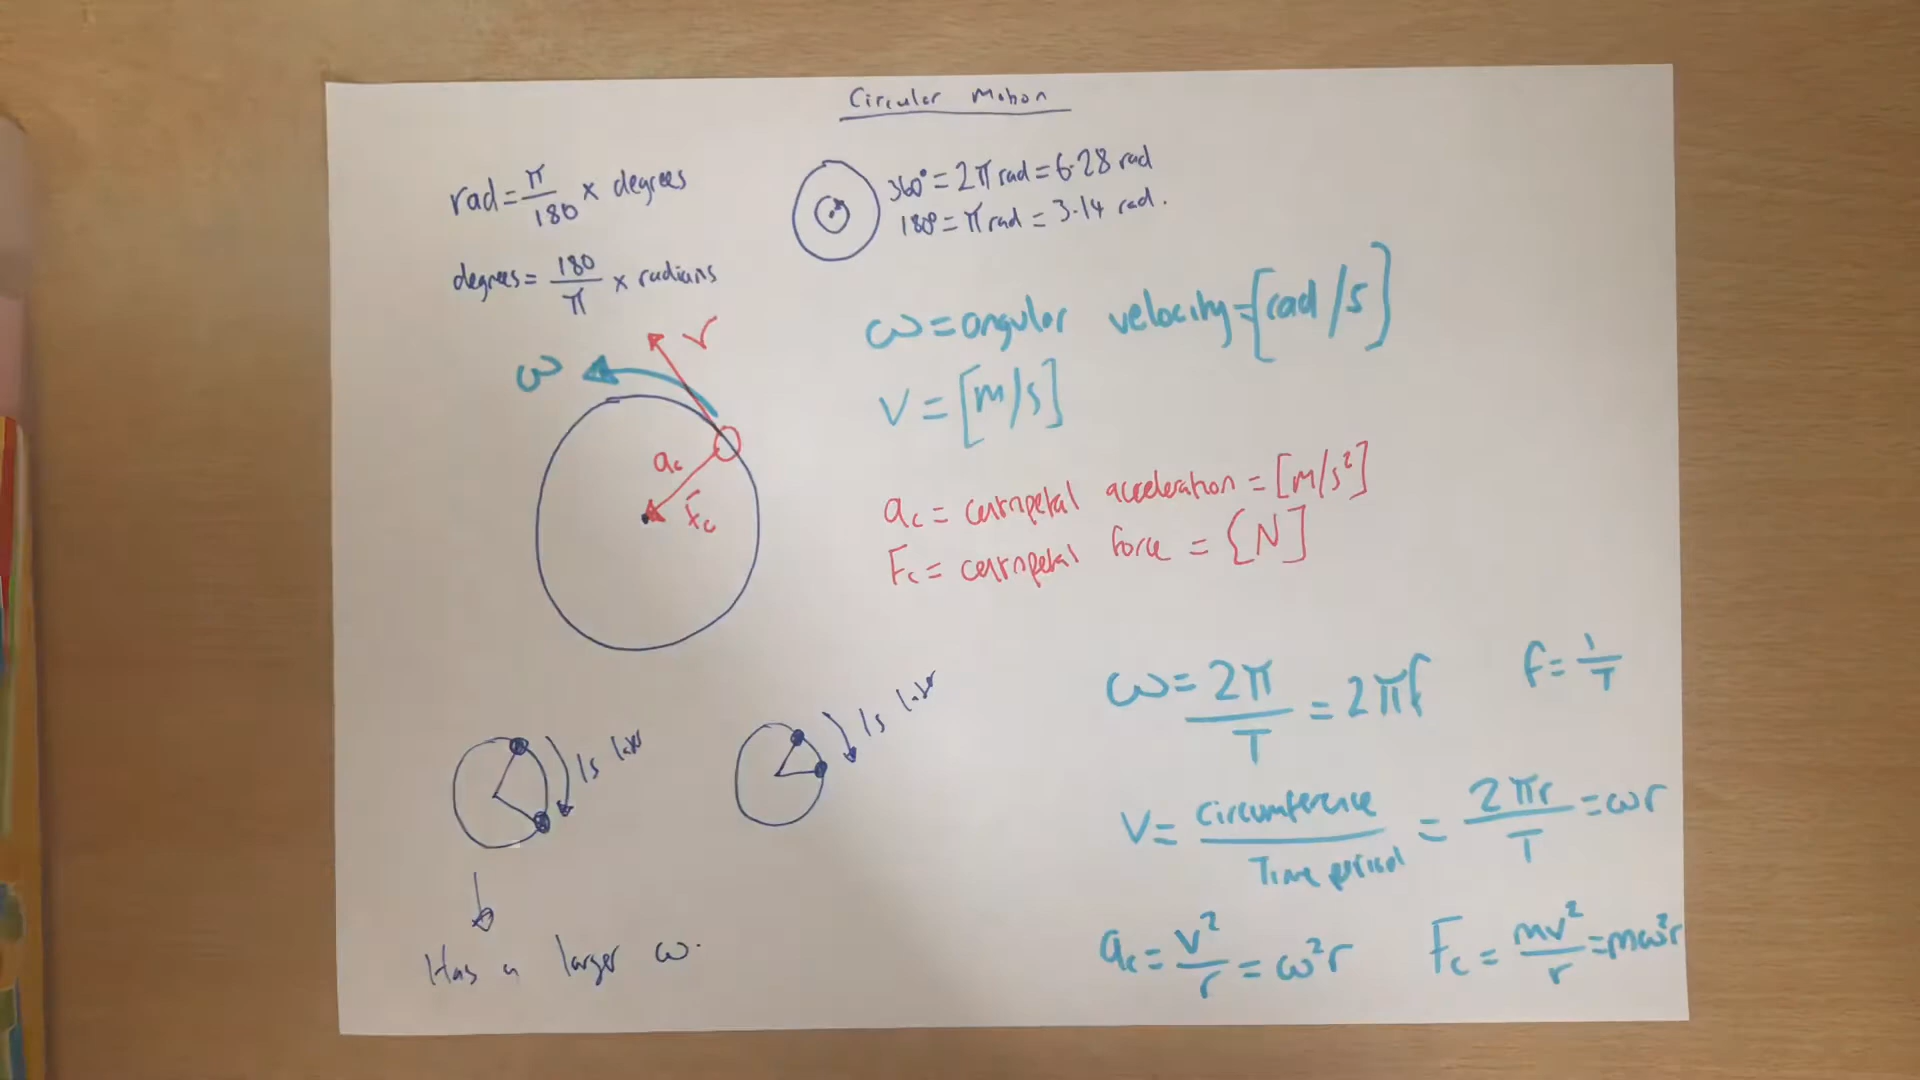 Circular Motion
rad = π/180 × degrees
360° = 2π rad = 6.28 rad
180° = π rad = 3.14 rad.
degrees = 180/π × radians
ω = angular velocity = [rad/s]
v = [m/s]
ω
v
ac
Fc
ac = centripetal acceleration = [m/s²]
Fc = centripetal force = [N]
ω = 2π/T = 2πf
f = 1/T
1s later
1s later
v = circumference/Time period = 2πr/T = ωr
ac = v²/r = ω²r
Fc = mv²/r = mω²r
Has a larger ω.